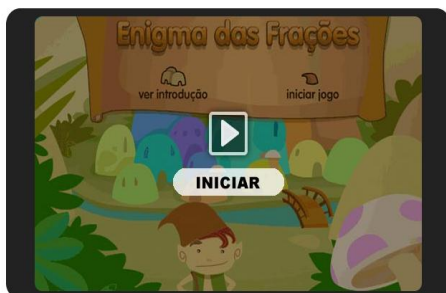 Enigma das Frações
ver introdução
iniciar jogo
INICIAR